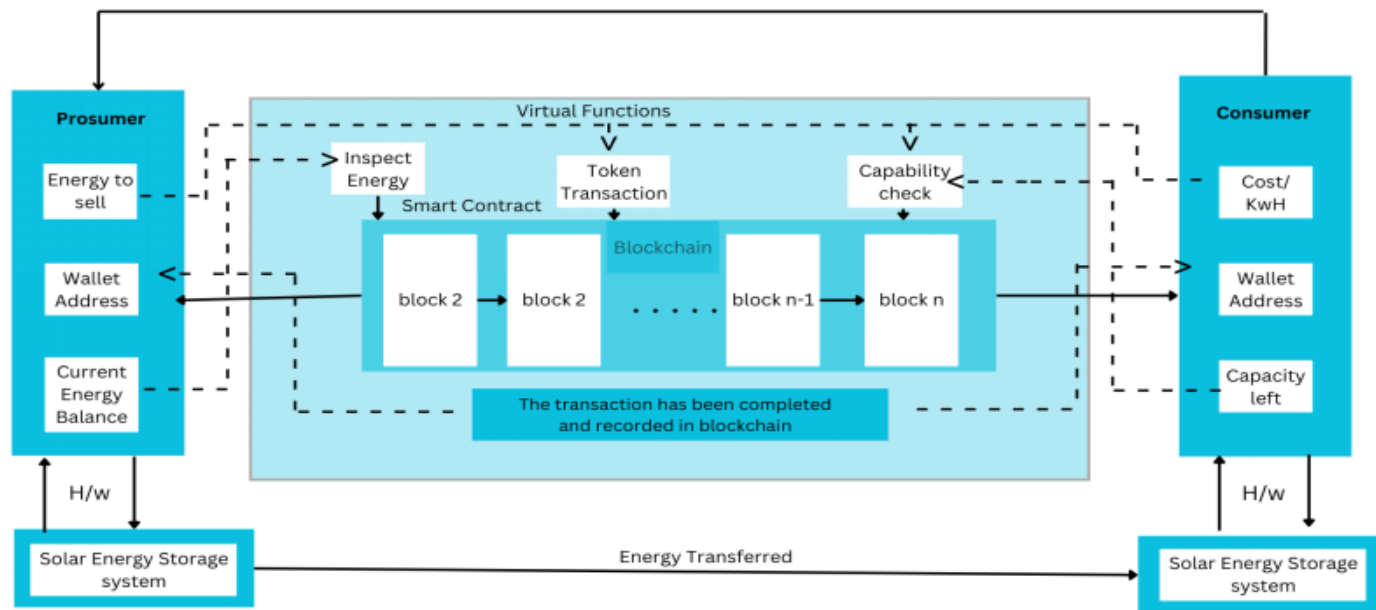 Prosumer
Energy to
sell
Wallet
Address
Current
Energy
Balance
H/w
Solar Energy Storage
system
Virtual Functions
Inspect
Energy
Token
Transaction
Capability
check
Smart Contract
Blockchain
block 2
block 2
. . . . .
block n-1
block n
The transaction has been completed
and recorded in blockchain
Energy Transferred
Consumer
Cost/
KwH
Wallet
Address
Capacity
left
H/w
Solar Energy Storage
system